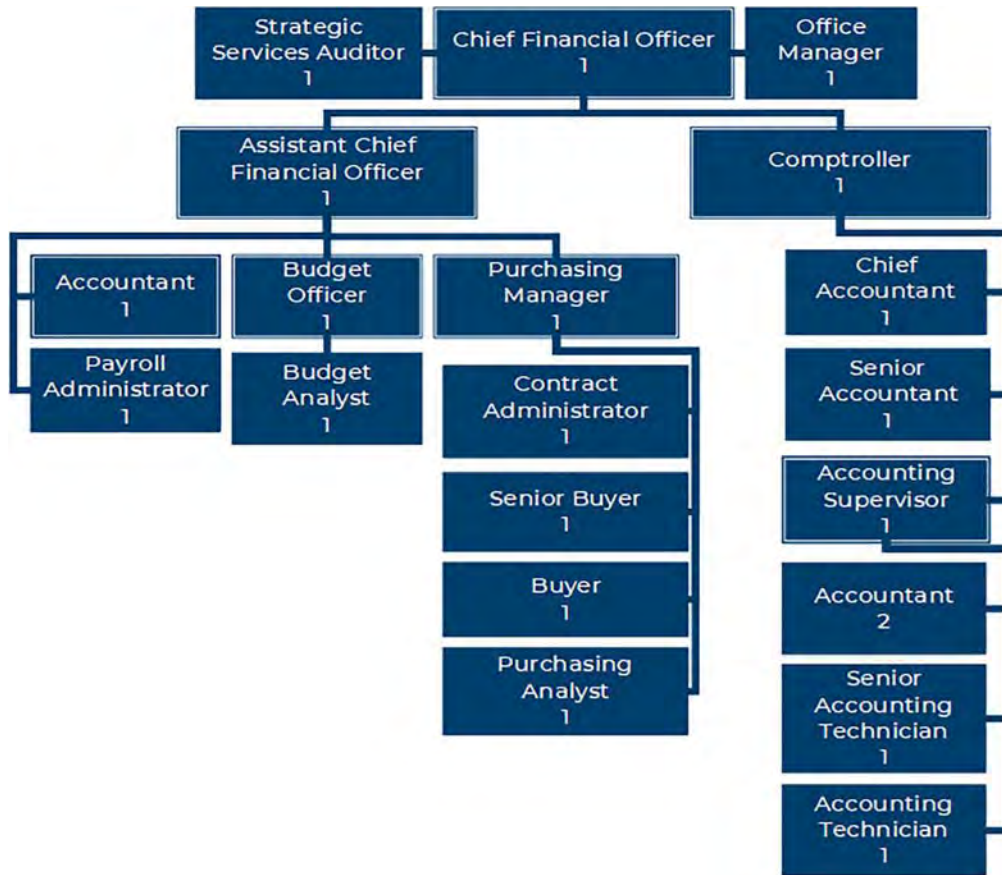 Strategic
Services Auditor
1
Chief Financial Officer
1
Office
Manager
1
Assistant Chief
Financial Officer
1
Comptroller
1
Accountant
1
Payroll
Administrator
1
Budget
Officer
1
Budget
Analyst
1
Purchasing
Manager
1
Contract
Administrator
1
Senior Buyer
1
Buyer
1
Purchasing
Analyst
1
Chief
Accountant
1
Senior
Accountant
1
Accounting
Supervisor
1
Accountant
2
Senior
Accounting
Technician
1
Accounting
Technician
1